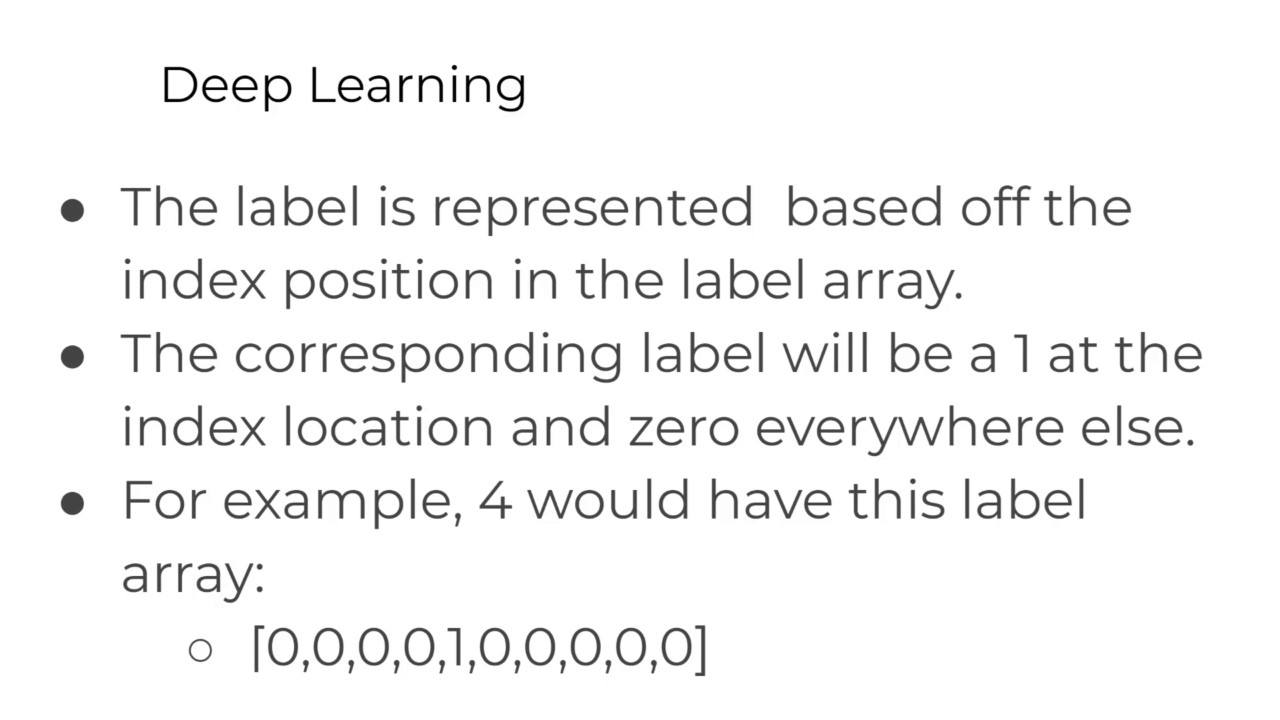 Deep Learning
● The label is represented  based off the
index position in the label array.
● The corresponding label will be a 1 at the
index location and zero everywhere else.
● For example, 4 would have this label
array:
○ [0,0,0,0,1,0,0,0,0,0]